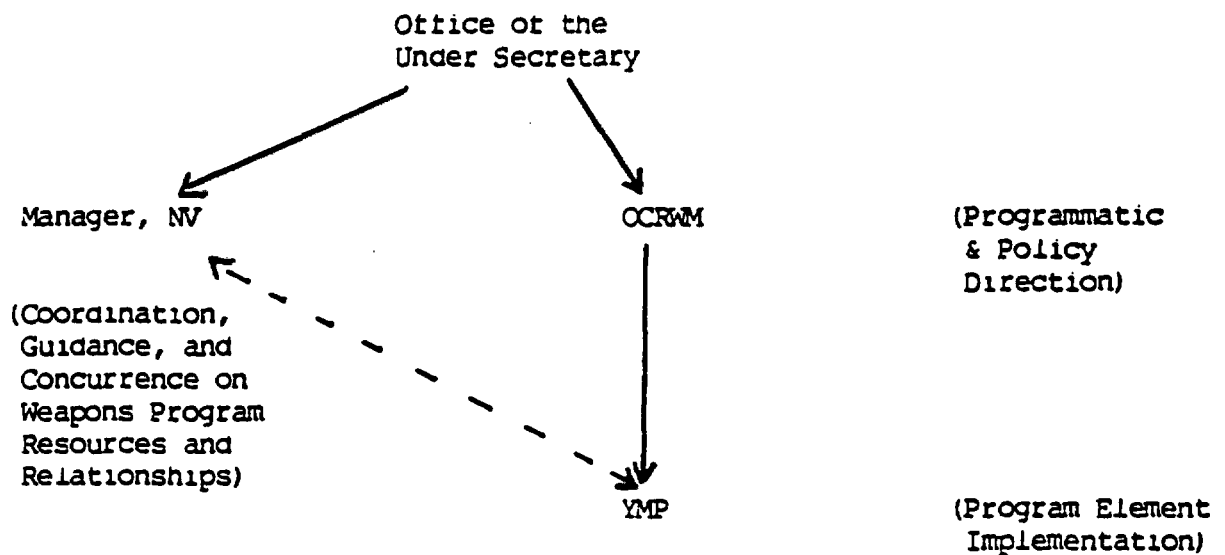 Office of the
Under Secretary
Manager, NV
OCRWM
(Programmatic
& Policy
Direction)
(Coordination,
Guidance, and
Concurrence on
Weapons Program
Resources and
Relationships)
YMP
(Program Element
Implementation)